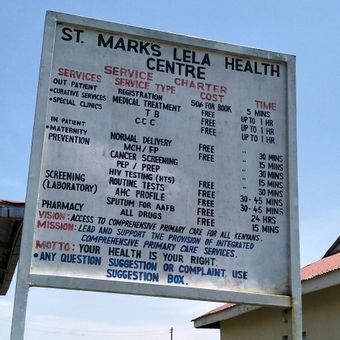 ST. MARK'S LELA HEALTH
CENTRE
SERVICE CHARTER
SERVICES SERVICE TYPE COST TIME
OUT PATIENT REGISTRATION 50/= FOR BOOK 5 MINS
•CURATIVE SERVICES MEDICAL TREATMENT FREE UP TO 1 HR
•SPECIAL CLINICS T B FREE UP TO 1 HR
C C C FREE UP TO 1 HR
IN PATIENT
•MATERNITY NORMAL DELIVERY FREE
PREVENTION MCH/FP 30 MINS
CANCER SCREENING 15 MINS
PEP / PREP 30 MINS
SCREENING HIV TESTING (HTS) FREE 15 MINS
(LABORATORY) ROUTINE TESTS FREE 30-45 MINS
AHC PROFILE FREE 30-45 MINS
SPUTUM FOR AAFB FREE 24 HRS
PHARMACY ALL DRUGS FREE 15 MINS
VISION: ACCESS TO COMPREHENSIVE PRIMARY CARE FOR ALL KENYANS.
MISSION: LEAD AND SUPPORT THE PROVISION OF INTEGRATED
COMPREHENSIVE PRIMARY CARE SERVICES.
MOTTO: YOUR HEALTH IS YOUR RIGHT.
•ANY QUESTION SUGGESTION OR COMPLAINT, USE
SUGGESTION BOX.